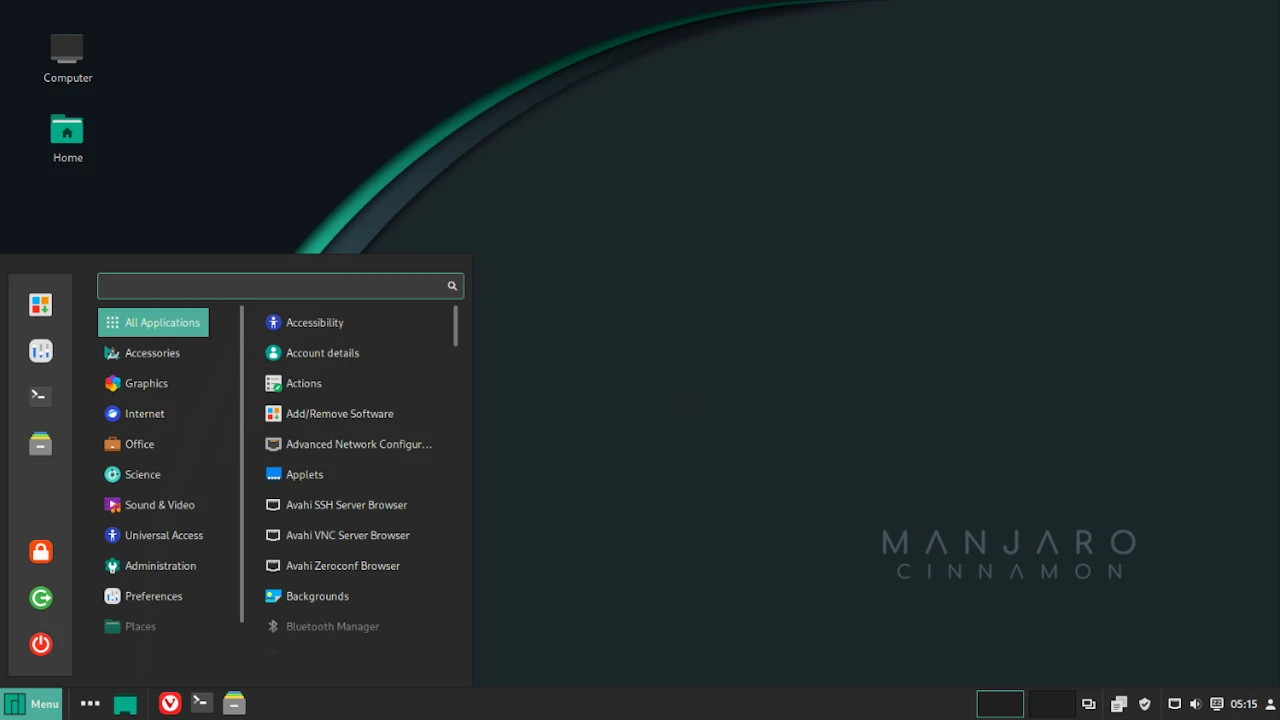 Computer
Home
All Applications
Accessories
Graphics
Internet
Office
Science
Sound & Video
Universal Access
Administration
Preferences
Places
Accessibility
Account details
Actions
Add/Remove Software
Advanced Network Configur...
Applets
Avahi SSH Server Browser
Avahi VNC Server Browser
Avahi Zeroconf Browser
Backgrounds
Bluetooth Manager
MANJARO
CINNAMON
Menu
05:15